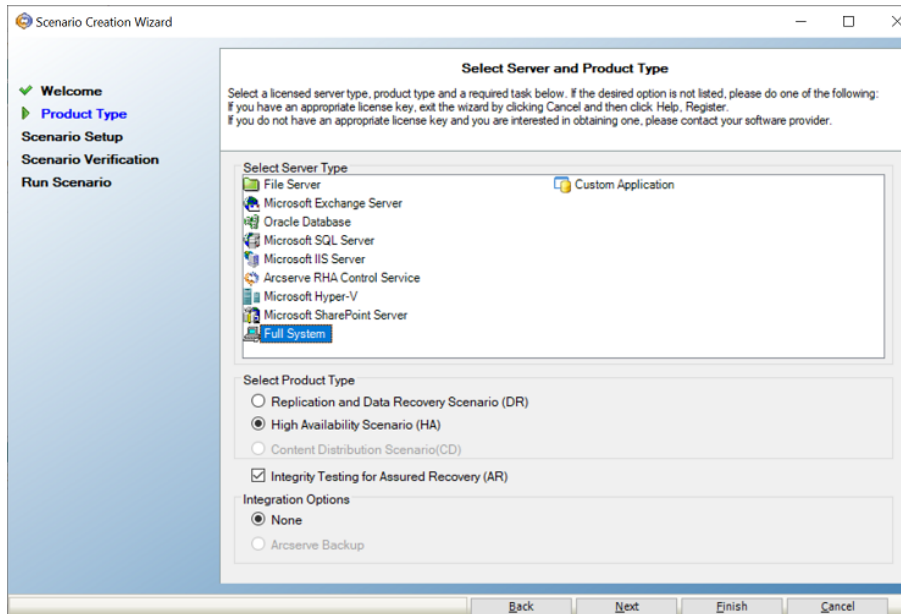 Scenario Creation Wizard
Welcome
Product Type
Scenario Setup
Scenario Verification
Run Scenario
Select Server and Product Type
Select a licensed server type, product type and a required task below. If the desired option is not listed, please do one of the following:
If you have an appropriate license key, exit the wizard by clicking Cancel and then click Help, Register.
If you do not have an appropriate license key and you are interested in obtaining one, please contact your software provider.
Select Server Type
File Server
Microsoft Exchange Server
Oracle Database
Microsoft SQL Server
Microsoft IIS Server
Arcserve RHA Control Service
Microsoft Hyper-V
Microsoft SharePoint Server
Full System
Custom Application
Select Product Type
Replication and Data Recovery Scenario (DR)
High Availability Scenario (HA)
Content Distribution Scenario(CD)
Integrity Testing for Assured Recovery (AR)
Integration Options
None
Arcserve Backup
Back
Next
Finish
Cancel